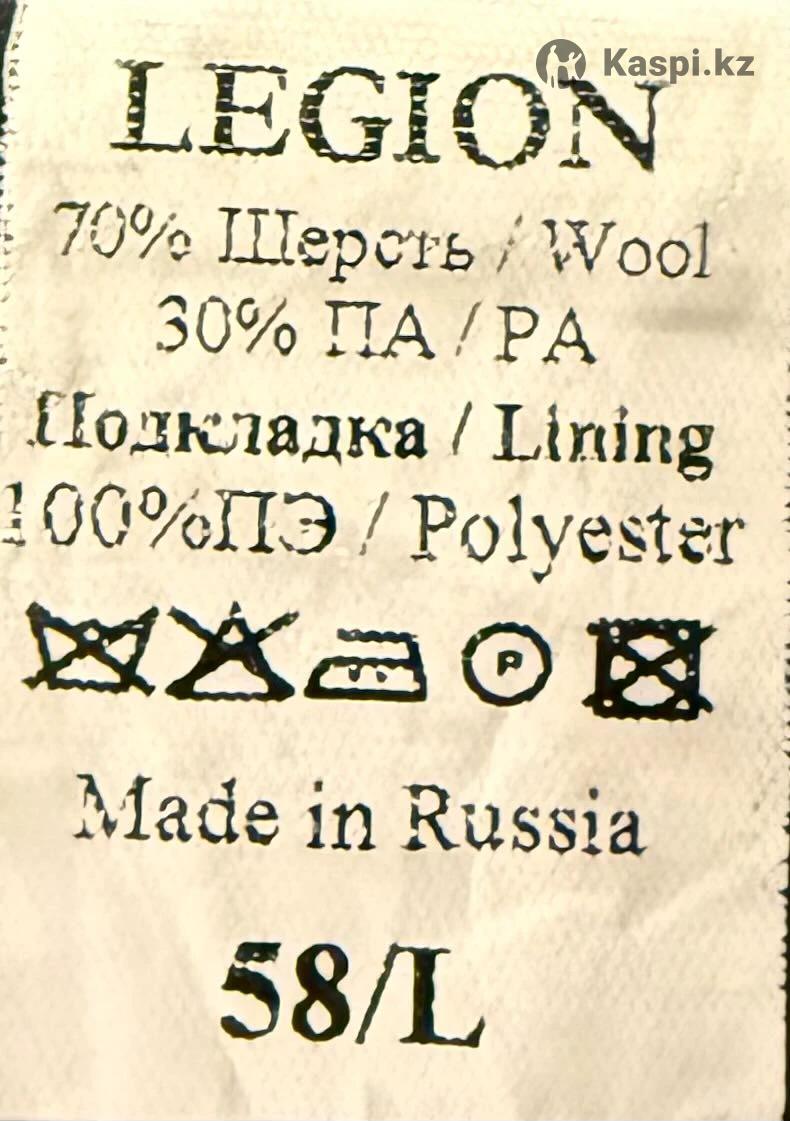 Kaspi.kz
LEGION
70% Шерсть / Wool
30% ПА / PA
Подкладка / Lining
100%ПЭ / Polyester
P
Made in Russia
58/L